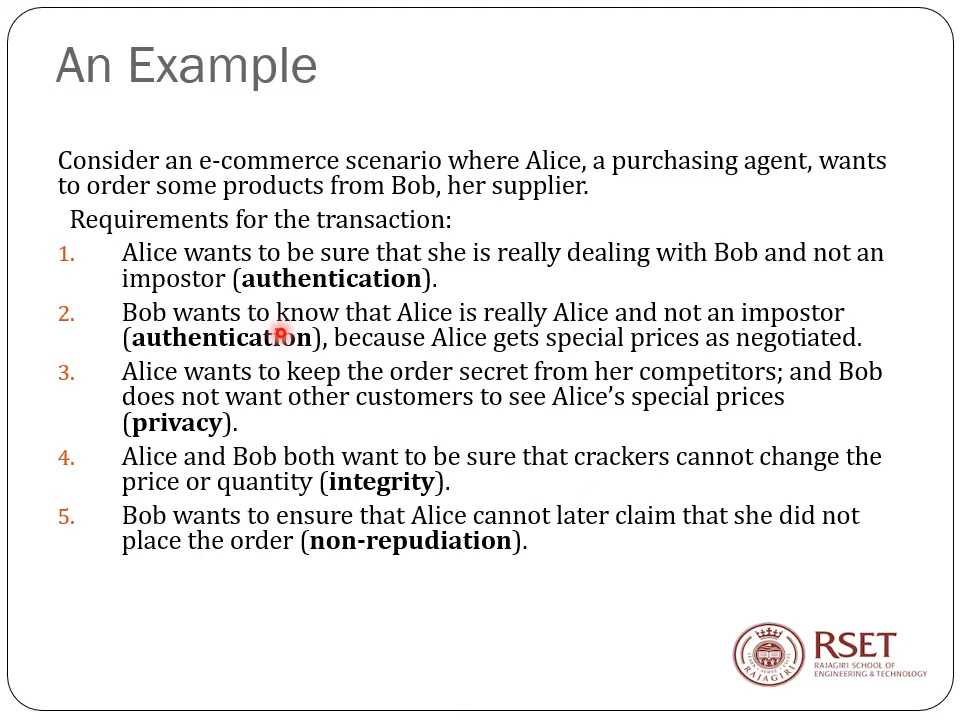 An Example
Consider an e-commerce scenario where Alice, a purchasing agent, wants
to order some products from Bob, her supplier.
Requirements for the transaction:
1. Alice wants to be sure that she is really dealing with Bob and not an
impostor (authentication).
2. Bob wants to know that Alice is really Alice and not an impostor
(authentication), because Alice gets special prices as negotiated.
3. Alice wants to keep the order secret from her competitors; and Bob
does not want other customers to see Alice’s special prices
(privacy).
4. Alice and Bob both want to be sure that crackers cannot change the
price or quantity (integrity).
5. Bob wants to ensure that Alice cannot later claim that she did not
place the order (non-repudiation).
RAJAGIRI
RSET
RAJAGIRI SCHOOL OF
ENGINEERING & TECHNOLOGY